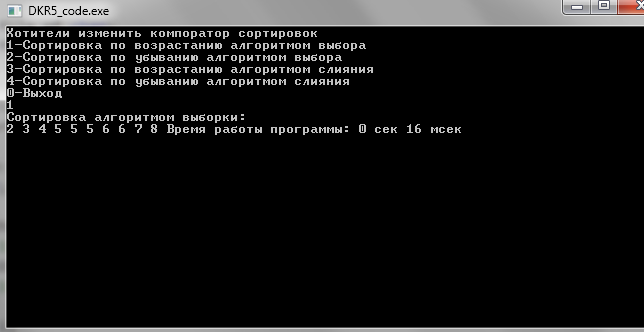 DKR5_code.exe
Хотители изменить компоратор сортировок
1-Сортировка по возрастанию алгоритмом выбора
2-Сортировка по убыванию алгоритмом выбора
3-Сортировка по возрастанию алгоритмом слияния
4-Сортировка по убыванию алгоритмом слияния
0-Выход
1
Сортировка алгоритмом выборки:
2 3 4 5 5 5 6 6 7 8 Время работы программы: 0 сек 16 мсек